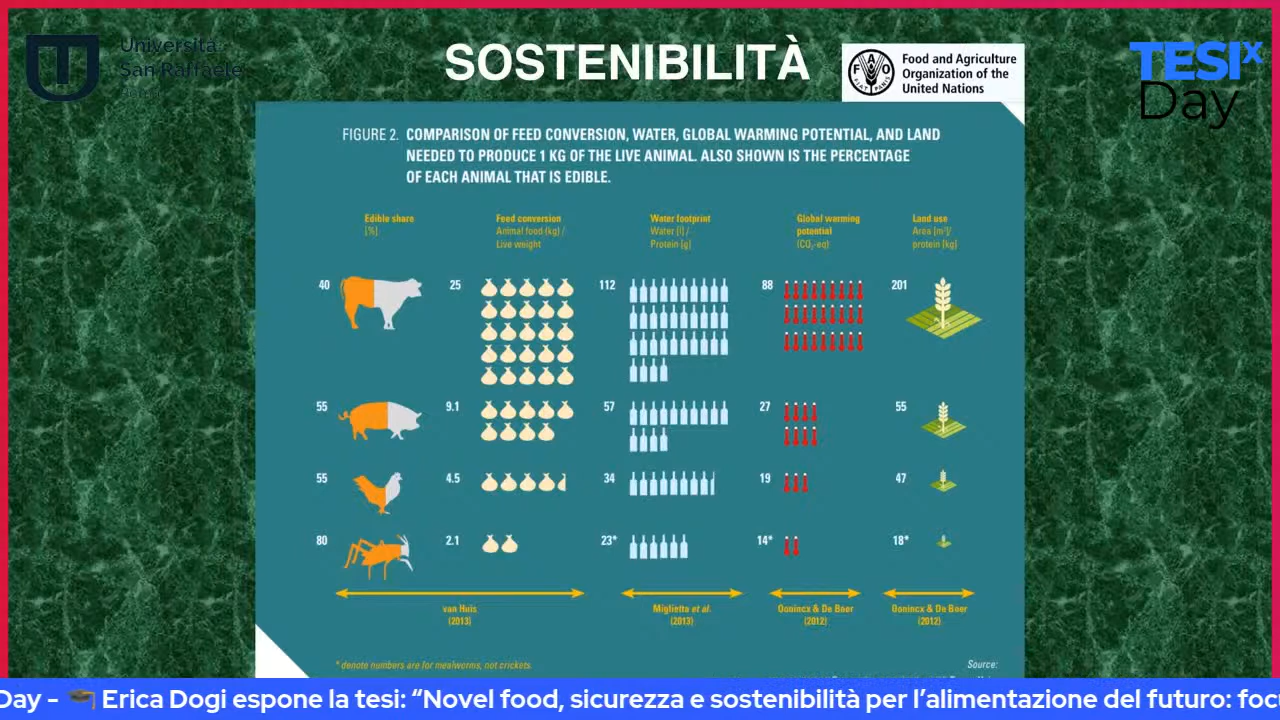 Università
San Raffaele
SOSTENIBILITÀ
FAO
FIAT PANIS
Food and Agriculture
Organization of the
United Nations
TESIx
Day
FIGURE 2. COMPARISON OF FEED CONVERSION, WATER, GLOBAL WARMING POTENTIAL, AND LAND
NEEDED TO PRODUCE 1 KG OF THE LIVE ANIMAL. ALSO SHOWN IS THE PERCENTAGE
OF EACH ANIMAL THAT IS EDIBLE.
Edible share
[%]
Feed conversion
Animal food (kg) /
Live weight
Water footprint
Water [l] /
Protein [g]
Global warming
potential
(CO₂-eq)
Land use
Area [m²]/
protein [kg]
40 25 112 88 201
55 9.1 57 27 55
55 4.5 34 19 47
80 2.1 23* 14* 18*
van Huis
(2013)
Miglietta et al.
(2013)
Oonincx & De Boer
(2012)
Oonincx & De Boer
(2012)
* denote numbers are for mealworms, not crickets.
Source:
Day - 🎓 Erica Dogi espone la tesi: “Novel food, sicurezza e sostenibilità per l’alimentazione del futuro: foc